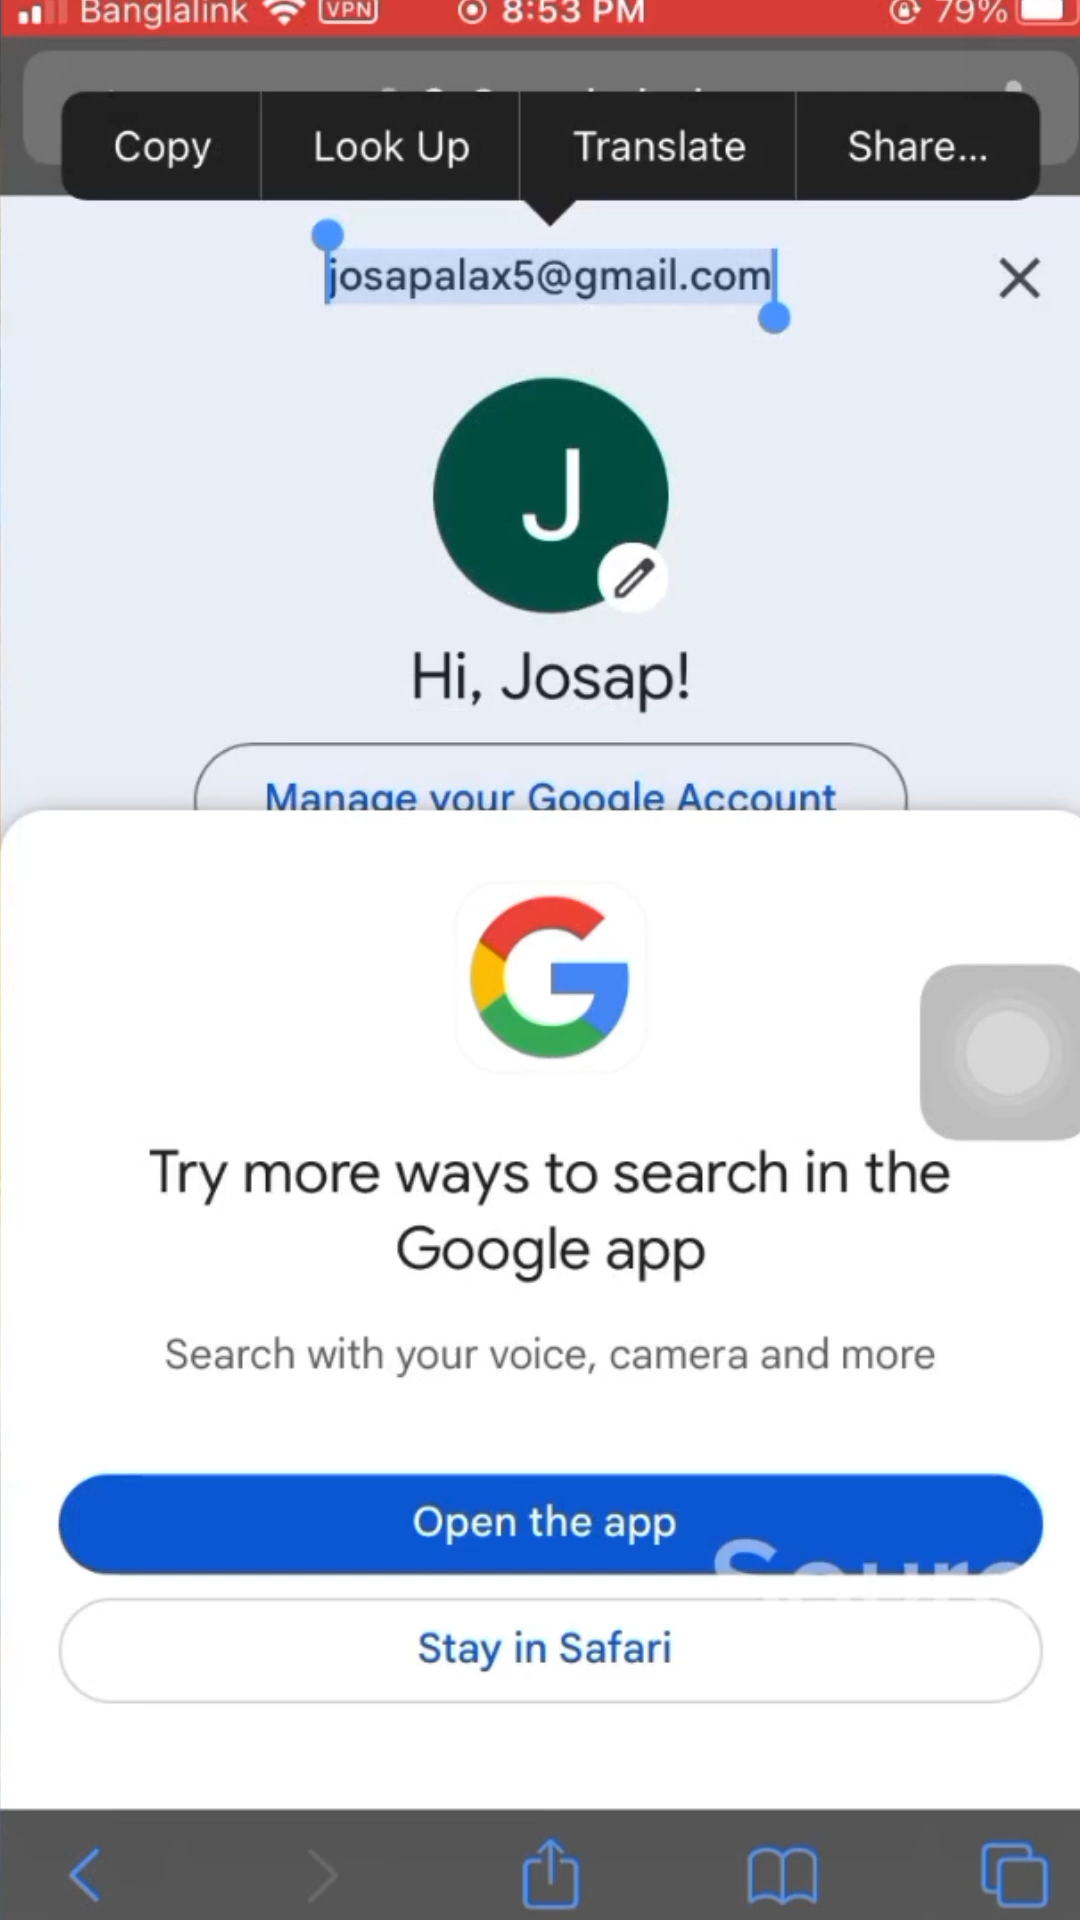 Banglalink VPN 8:53 PM 79%
Copy Look Up Translate Share...
josapalax5@gmail.com
J
Hi, Josap!
Manage your Google Account
G
Try more ways to search in the
Google app
Search with your voice, camera and more
Open the app
Stay in Safari